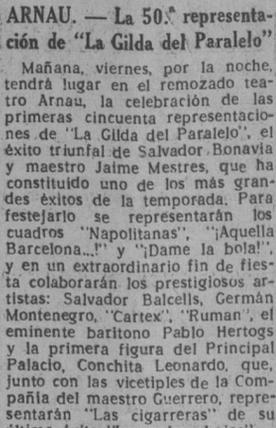 ARNAU. — La 50.ª representa-
ción de "La Gilda del Paralelo"
Mañana, viernes, por la noche,
tendrá lugar en el remozado tea-
tro Arnau, la celebración de las
primeras cincuenta representacio-
nes de "La Gilda del Paralelo", el
éxito triunfal de Salvador Bonavia
y maestro Jaime Mestres, que ha
constituido uno de los más gran-
des éxitos de la temporada. Para
festejarlo se representarán los
cuadros "Napolitanas", "¡Aquella
Barcelona...!" y "¡Dame la bola!",
y en un extraordinario fin de fies-
ta colaborarán los prestigiosos ar-
tistas: Salvador Balcells, Germán
Montenegro, "Cartex", "Ruman", el
eminente baritono Pablo Hertogs
y la primera figura del Principal
Palacio, Conchita Leonardo, que,
junto con las vicetiples de la Com-
pañía del maestro Guerrero, repre-
sentarán "Las cigarreras" de su